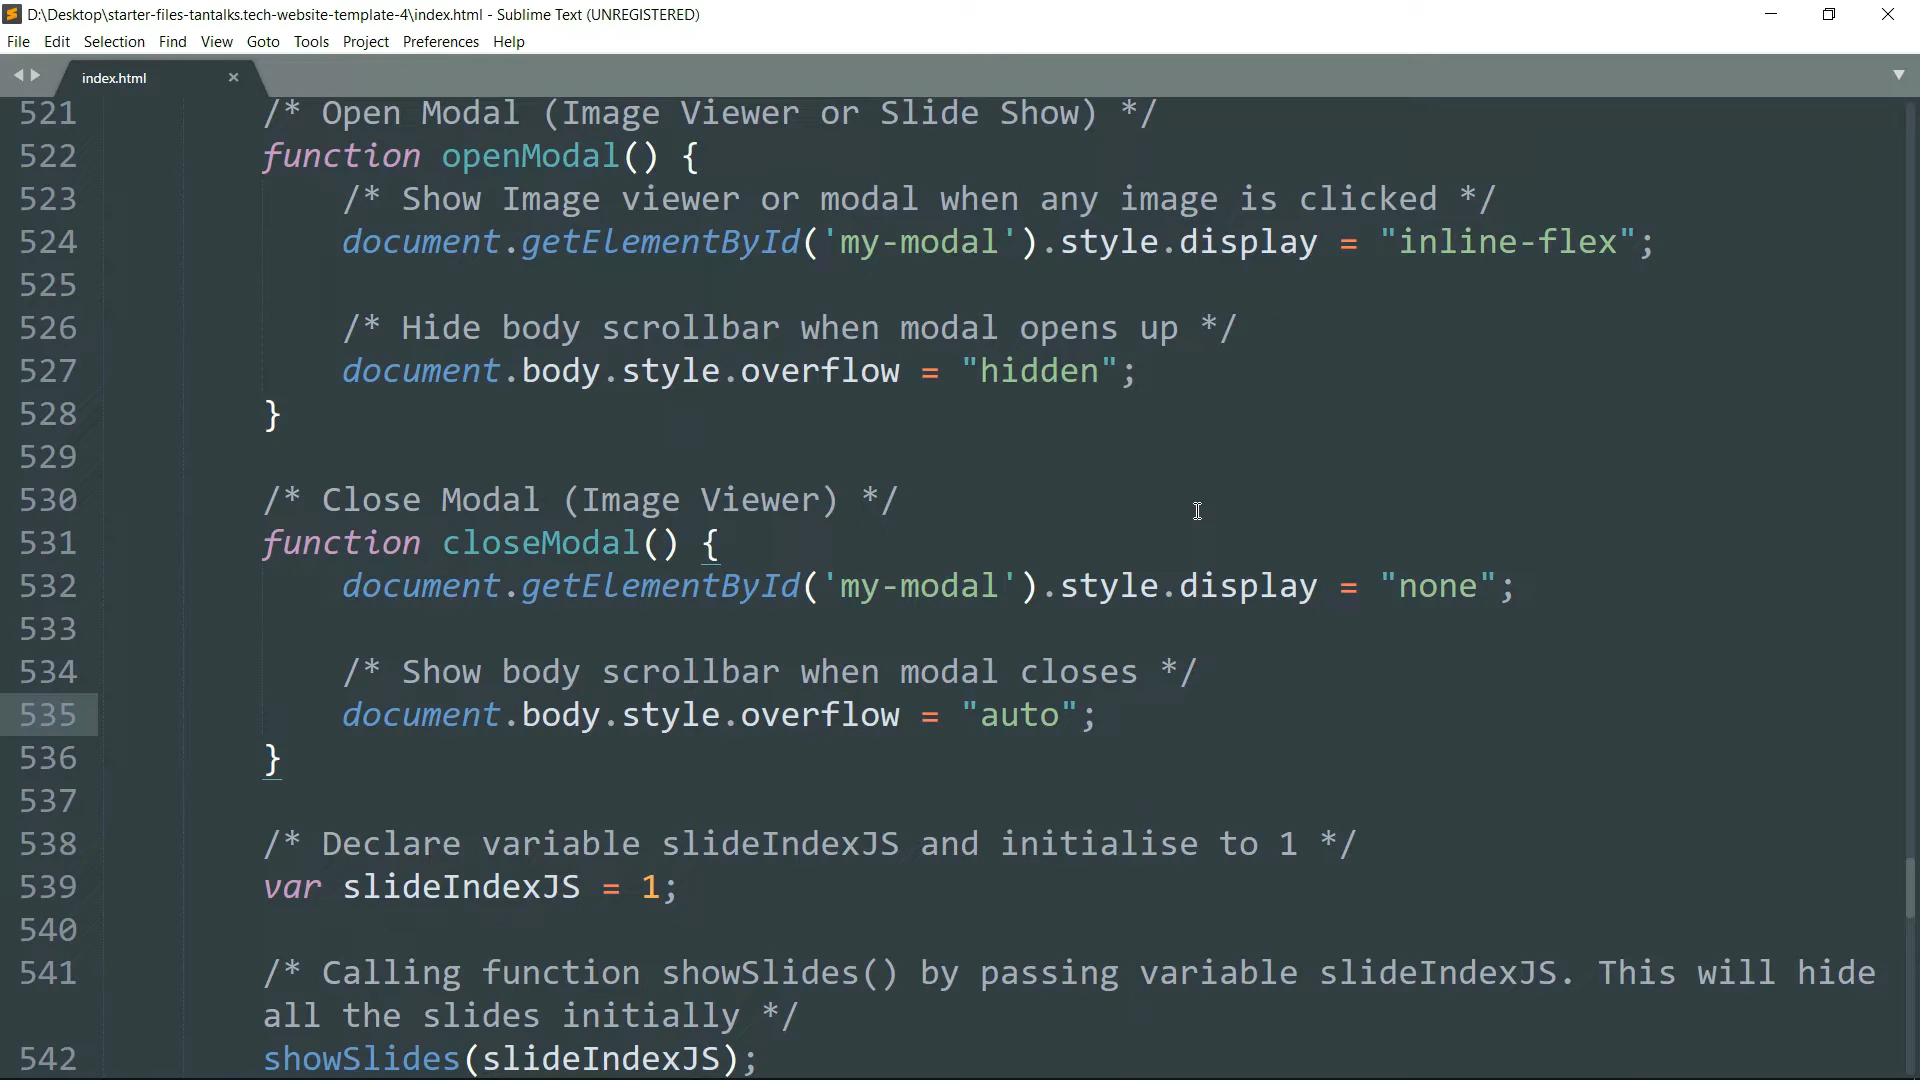 D:\Desktop\starter-files-tantalks.tech-website-template-4\index.html - Sublime Text (UNREGISTERED)
File Edit Selection Find View Goto Tools Project Preferences Help
index.html
521 /* Open Modal (Image Viewer or Slide Show) */
522 function openModal() {
523 /* Show Image viewer or modal when any image is clicked */
524 document.getElementById('my-modal').style.display = "inline-flex";
525
526 /* Hide body scrollbar when modal opens up */
527 document.body.style.overflow = "hidden";
528 }
529
530 /* Close Modal (Image Viewer) */
531 function closeModal() {
532 document.getElementById('my-modal').style.display = "none";
533
534 /* Show body scrollbar when modal closes */
535 document.body.style.overflow = "auto";
536 }
537
538 /* Declare variable slideIndexJS and initialise to 1 */
539 var slideIndexJS = 1;
540
541 /* Calling function showSlides() by passing variable slideIndexJS. This will hide
all the slides initially */
542 showSlides(slideIndexJS);